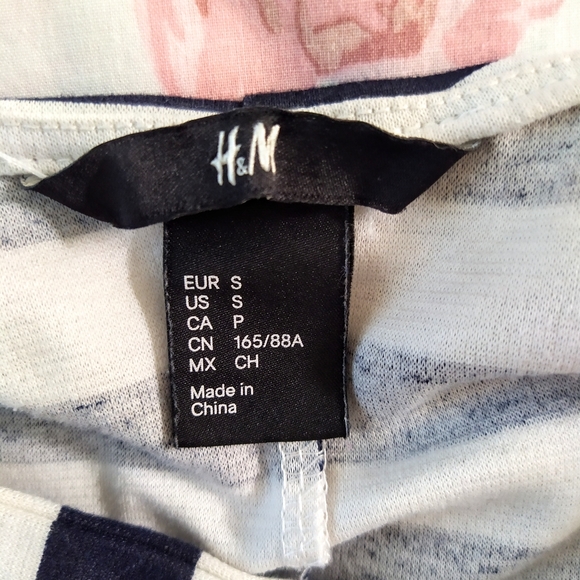 H&M
EUR S
US S
CA P
CN 165/88A
MX CH
Made in
China